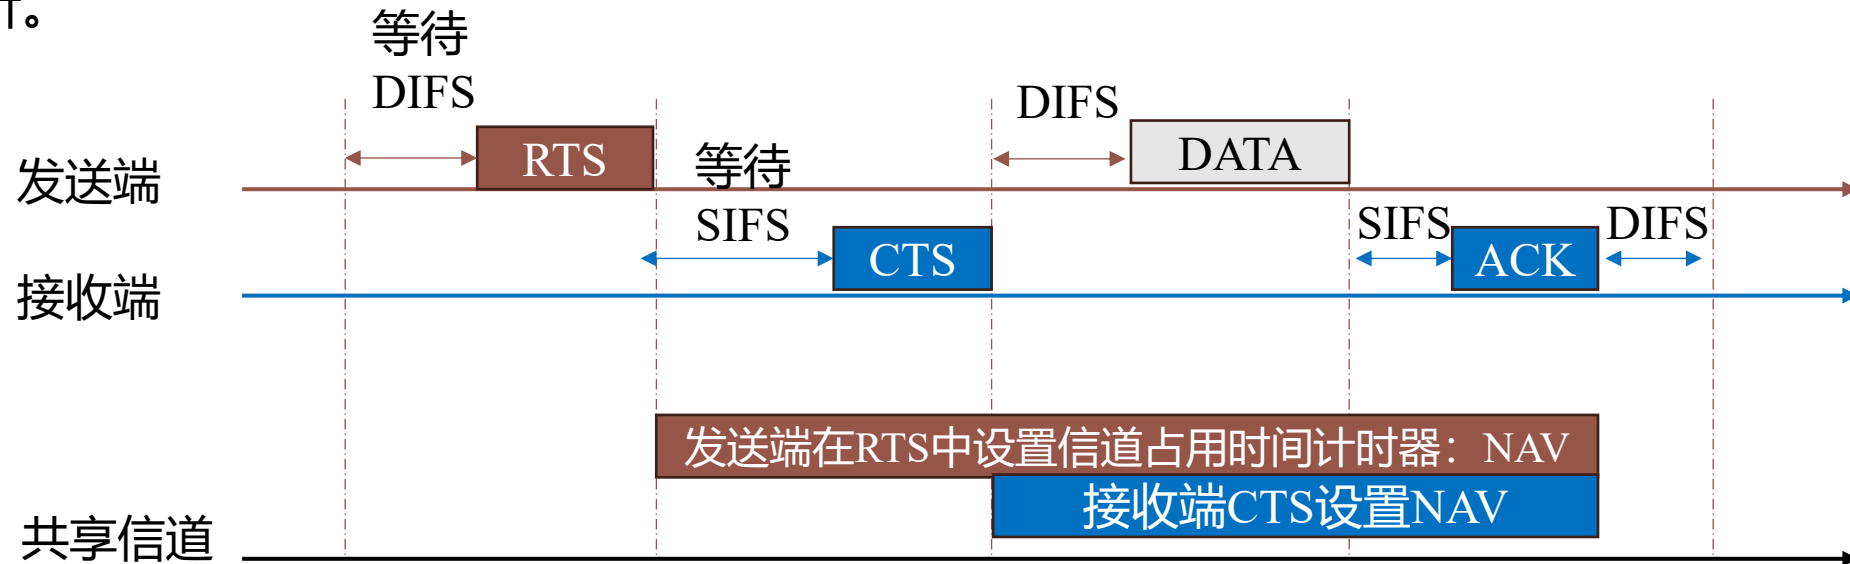 等待
DIFS
DIFS
RTS
DATA
发送端
等待
SIFS
SIFS
DIFS
CTS
ACK
接收端
发送端在RTS中设置信道占用时间计时器：NAV
接收端CTS设置NAV
共享信道